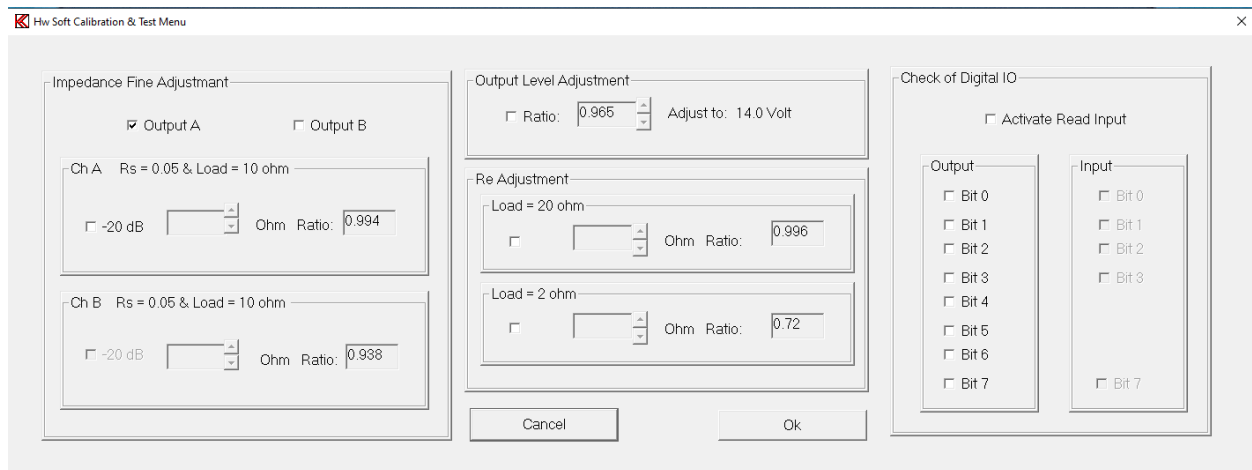 Hw Soft Calibration & Test Menu
Impedance Fine Adjustmant
Output A
Output B
Ch A Rs = 0.05 & Load = 10 ohm
-20 dB Ohm Ratio: 0.994
Ch B Rs = 0.05 & Load = 10 ohm
-20 dB Ohm Ratio: 0.938
Output Level Adjustment
Ratio: 0.965 Adjust to: 14.0 Volt
Re Adjustment
Load = 20 ohm
Ohm Ratio: 0.996
Load = 2 ohm
Ohm Ratio: 0.72
Cancel
Ok
Check of Digital IO
Activate Read Input
Output
Bit 0
Bit 1
Bit 2
Bit 3
Bit 4
Bit 5
Bit 6
Bit 7
Input
Bit 0
Bit 1
Bit 2
Bit 3
Bit 7